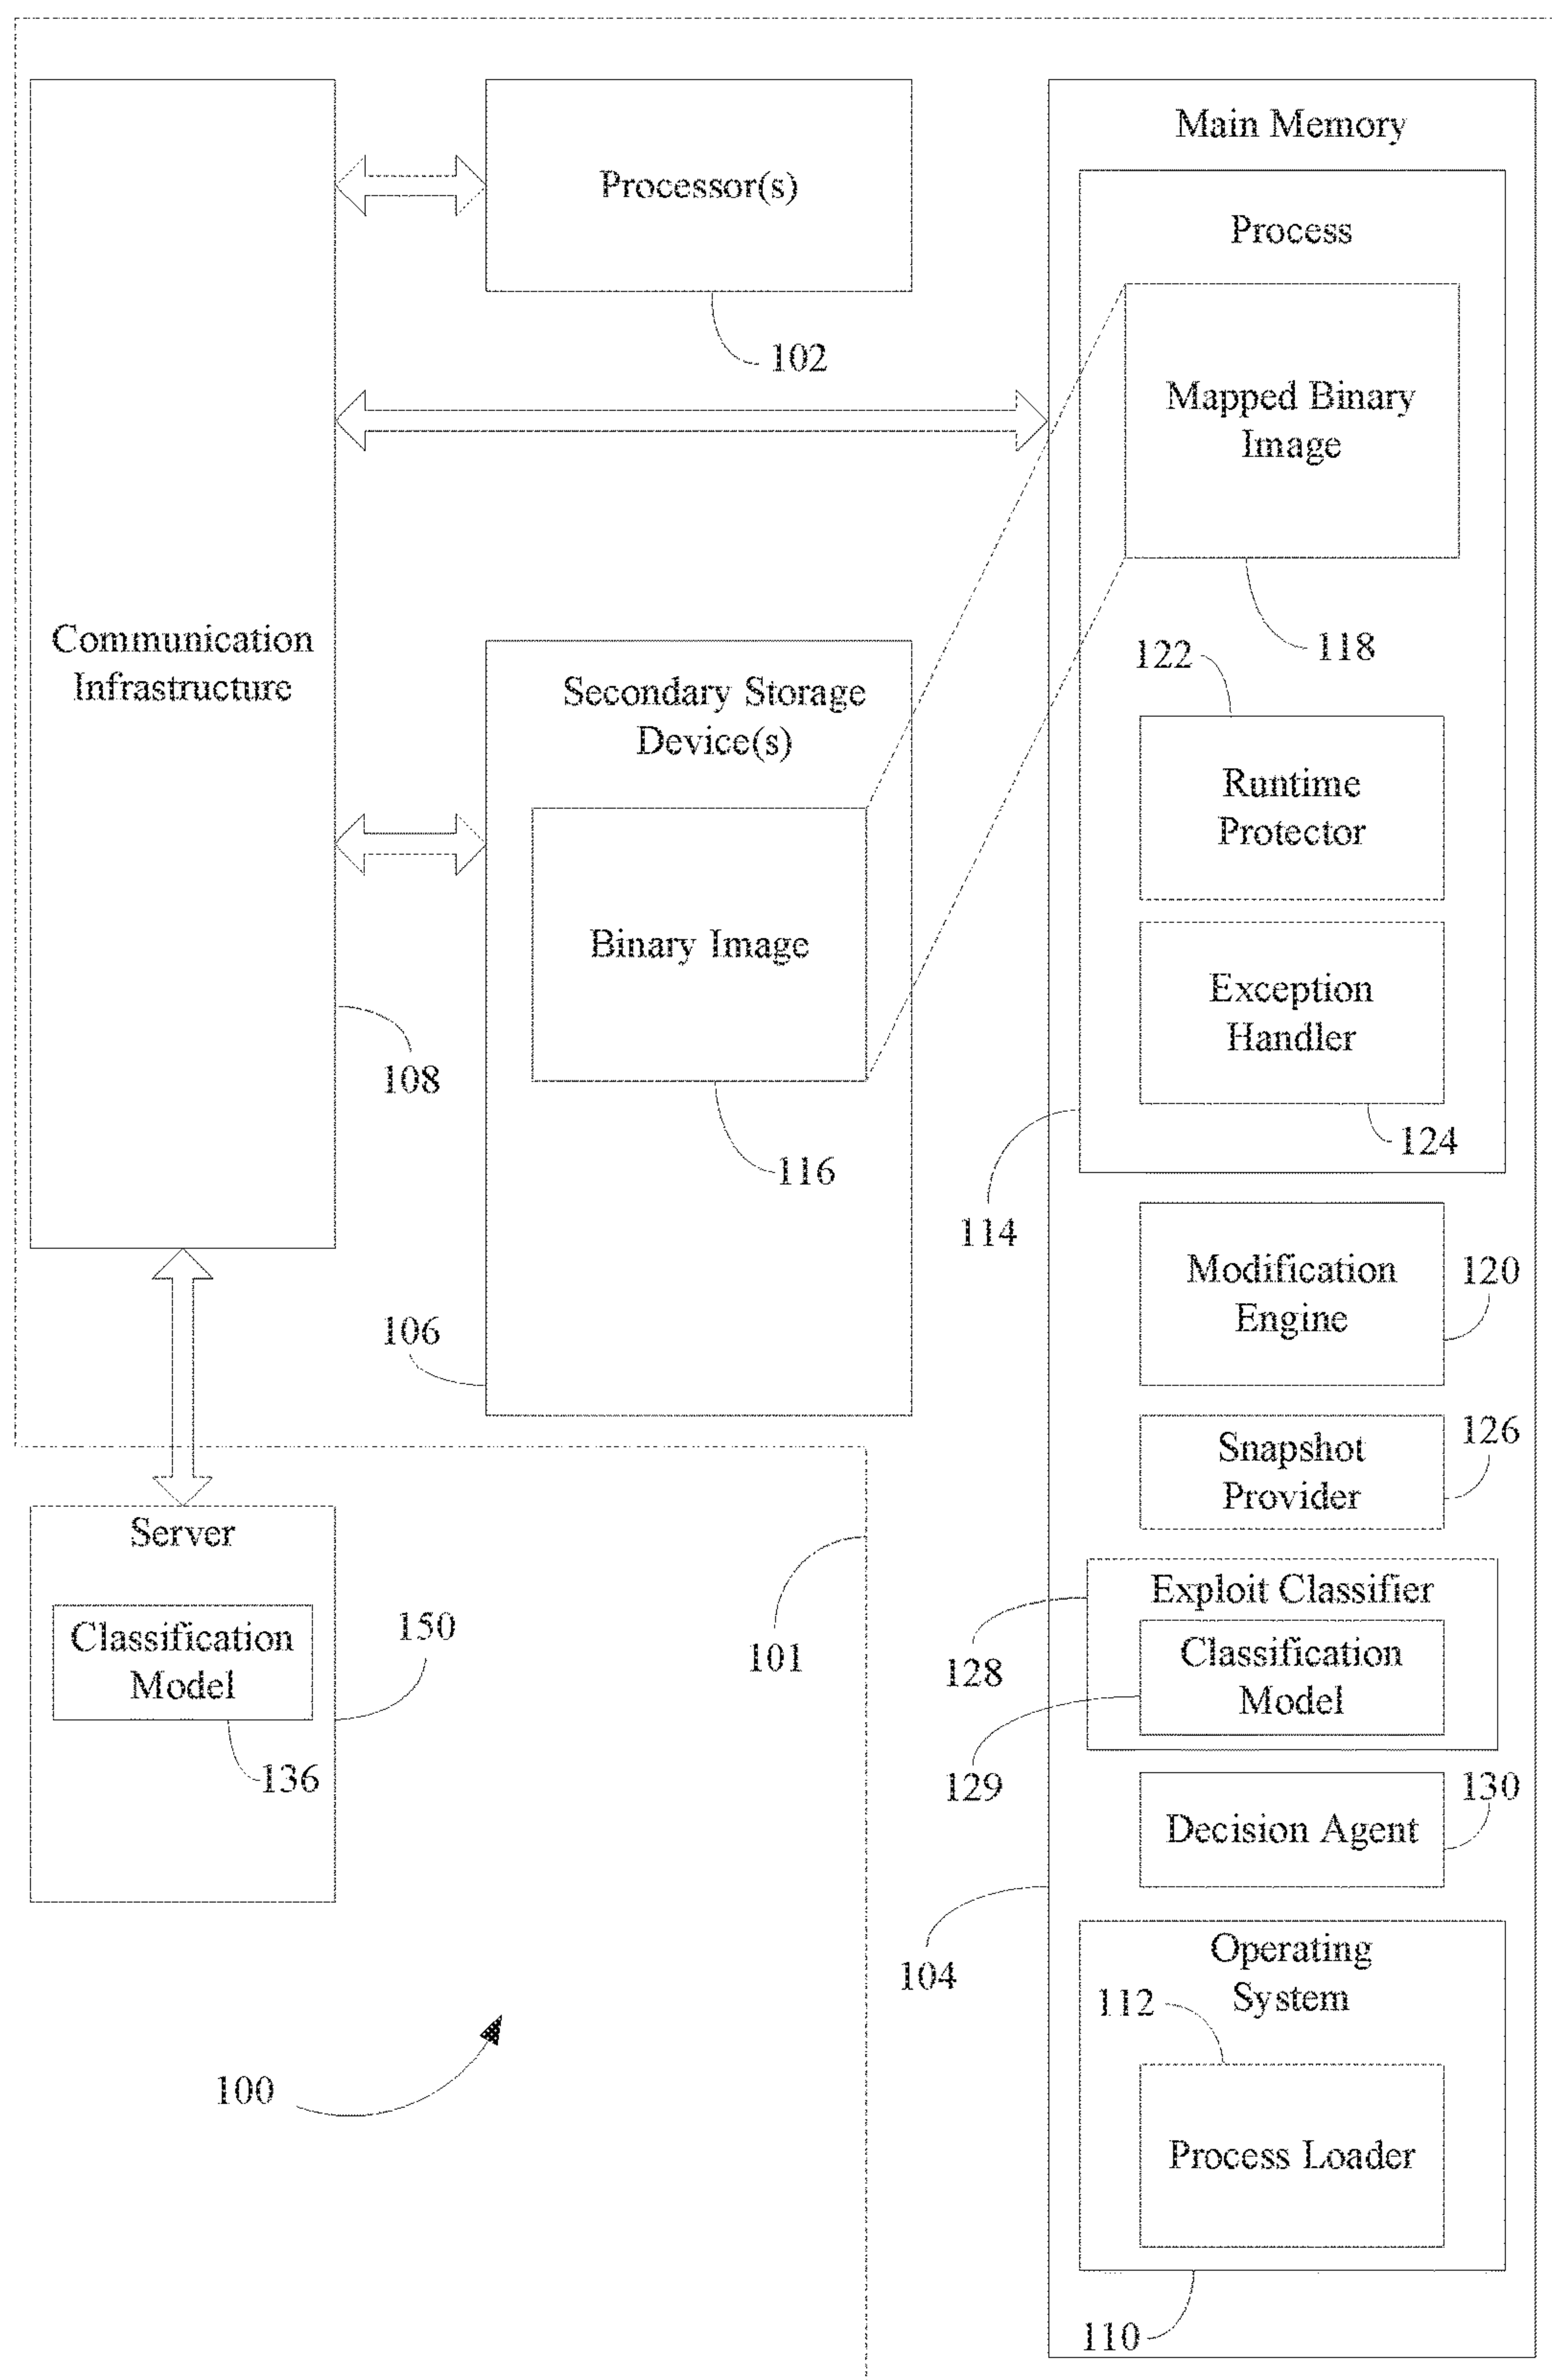 Main Memory
Processor(s)
Process
102
Mapped Binary
Image
Communication
Infrastructure
118
122
Secondary Storage
Device(s)
Runtime
Protector
Binary Image
Exception
Handler
108
124
116
114
Modification
Engine
120
106
Snapshot
Provider
126
Server
Exploit Classifier
Classification
Model
150
101
128
Classification
Model
136
129
130
Decision Agent
Operating
System
104
112
100
Process Loader
110